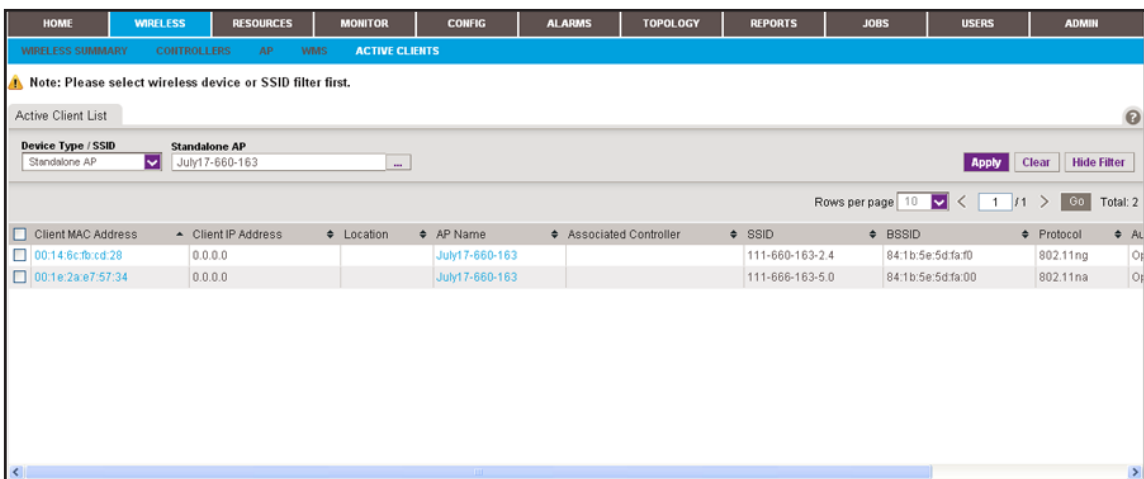 HOME WIRELESS RESOURCES MONITOR CONFIG ALARMS TOPOLOGY REPORTS JOBS USERS ADMIN
WIRELESS SUMMARY CONTROLLERS AP WMS ACTIVE CLIENTS
Note: Please select wireless device or SSID filter first.
Active Client List ?
Device Type / SSID Standalone AP
Standalone AP July17-660-163 ... Apply Clear Hide Filter
Rows per page 10 < 1 /1 > Go Total: 2
Client MAC Address Client IP Address Location AP Name Associated Controller SSID BSSID Protocol Au
00:14:6c:fb:cd:28 0.0.0.0 July17-660-163 111-660-163-2.4 84:1b:5e:5d:fa:f0 802.11ng Op
00:1e:2a:e7:57:34 0.0.0.0 July17-660-163 111-666-163-5.0 84:1b:5e:5d:fa:00 802.11na Op